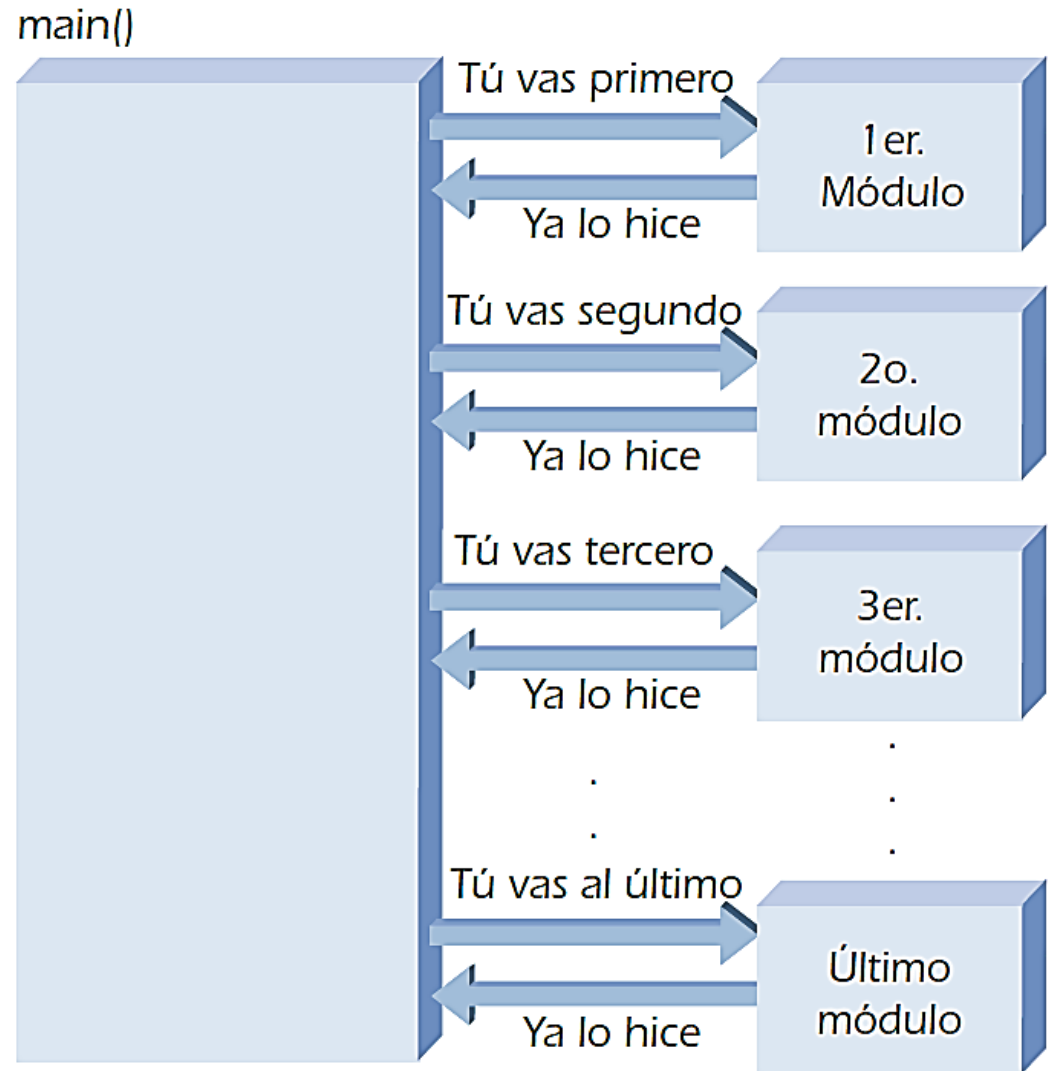 main()
Tú vas primero
1er.
Módulo
Ya lo hice
Tú vas segundo
2o.
módulo
Ya lo hice
Tú vas tercero
3er.
módulo
Ya lo hice
Tú vas al último
Último
módulo
Ya lo hice